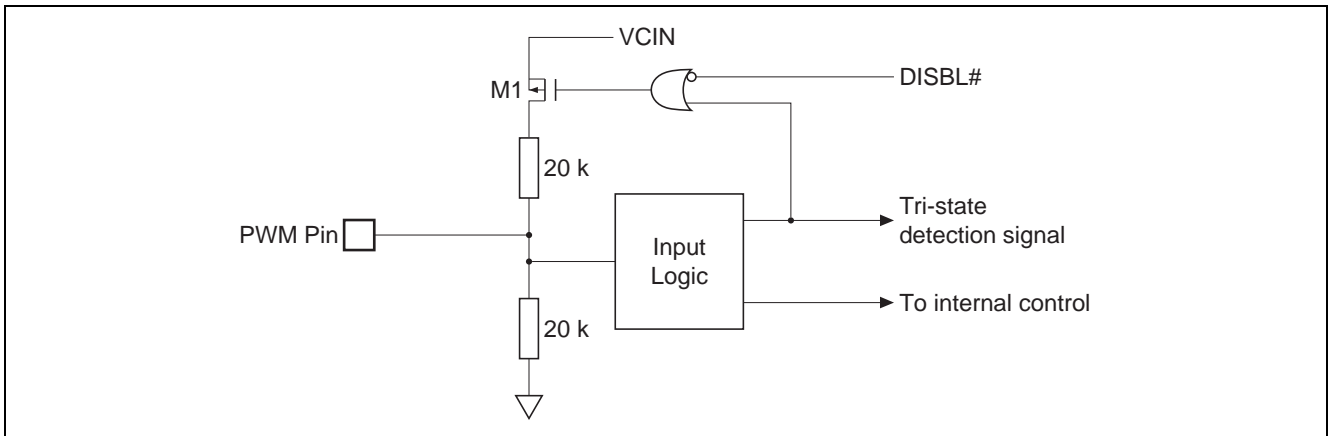 VCIN
DISBL#
M1
20 k
PWM Pin
Input
Logic
Tri-state
detection signal
20 k
To internal control